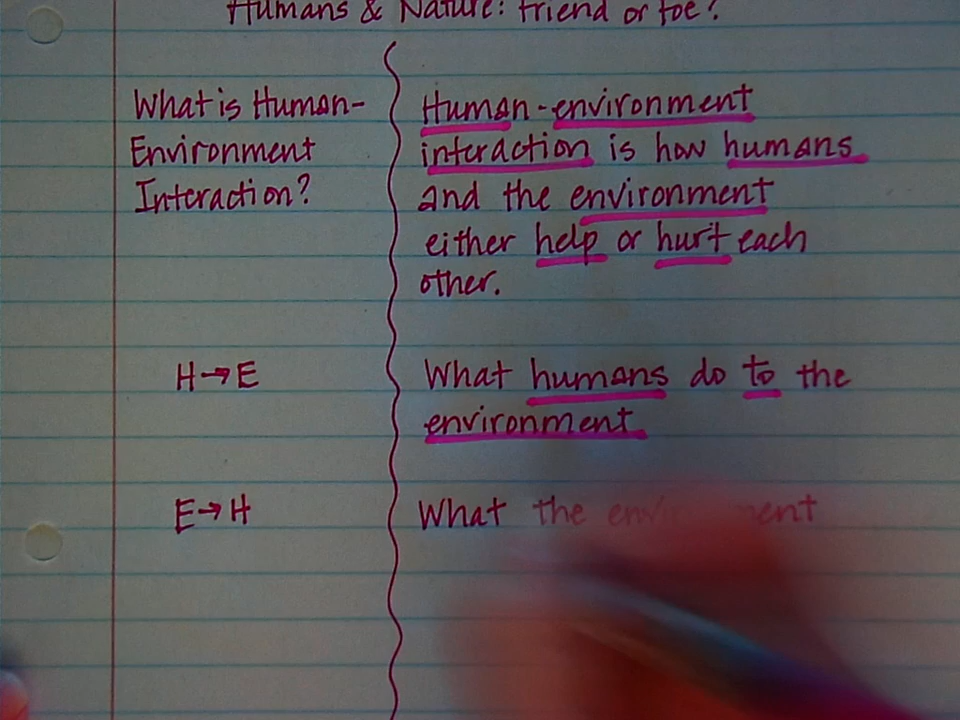 Humans & Nature: Friend or Foe?
What is Human-
Environment
Interaction?
Human-environment
interaction is how humans
and the environment
either help or hurt each
other.
H→E
What humans do to the
environment
E→H
What the environment